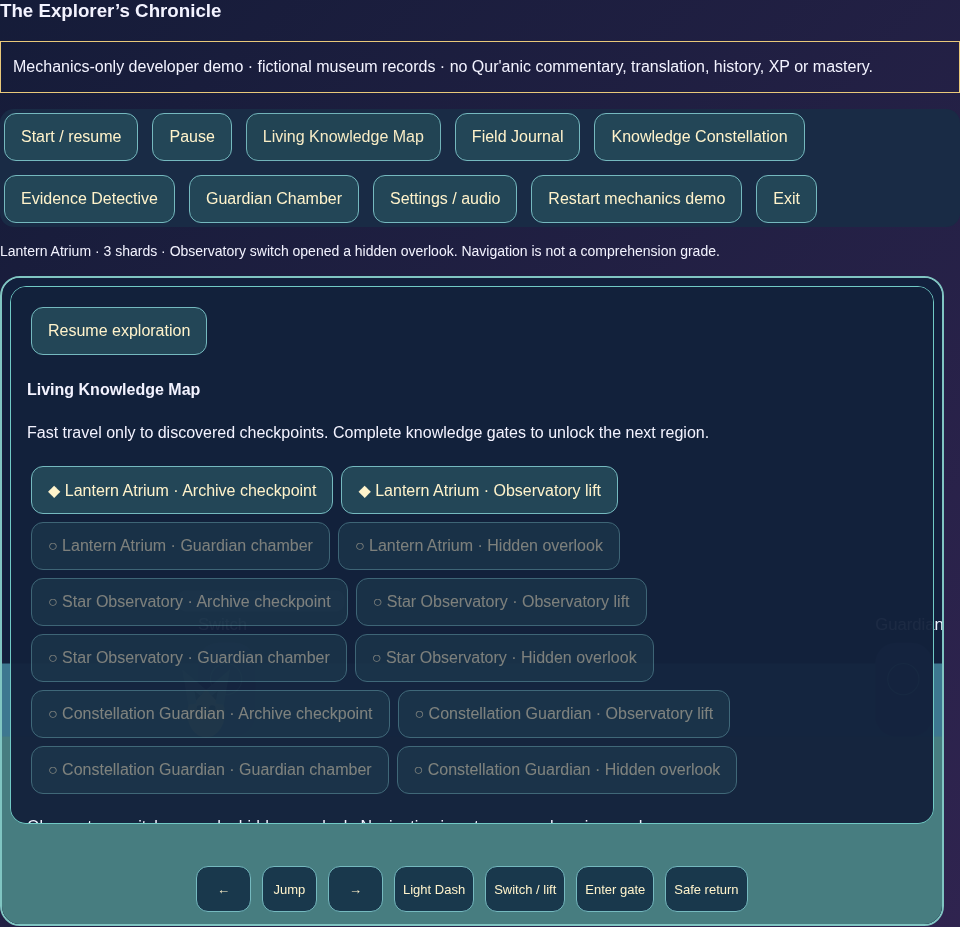 The Explorer’s Chronicle
Mechanics-only developer demo · fictional museum records · no Qur'anic commentary, translation, history, XP or mastery.
Start / resume Pause Living Knowledge Map Field Journal Knowledge Constellation
Evidence Detective Guardian Chamber Settings / audio Restart mechanics demo Exit
Lantern Atrium · 3 shards · Observatory switch opened a hidden overlook. Navigation is not a comprehension grade.
Resume exploration
Living Knowledge Map
Fast travel only to discovered checkpoints. Complete knowledge gates to unlock the next region.
◆ Lantern Atrium · Archive checkpoint ◆ Lantern Atrium · Observatory lift
○ Lantern Atrium · Guardian chamber ○ Lantern Atrium · Hidden overlook
○ Star Observatory · Archive checkpoint ○ Star Observatory · Observatory lift
Switch Guardian
○ Star Observatory · Guardian chamber ○ Star Observatory · Hidden overlook
○ Constellation Guardian · Archive checkpoint ○ Constellation Guardian · Observatory lift
○ Constellation Guardian · Guardian chamber ○ Constellation Guardian · Hidden overlook
← Jump → Light Dash Switch / lift Enter gate Safe return